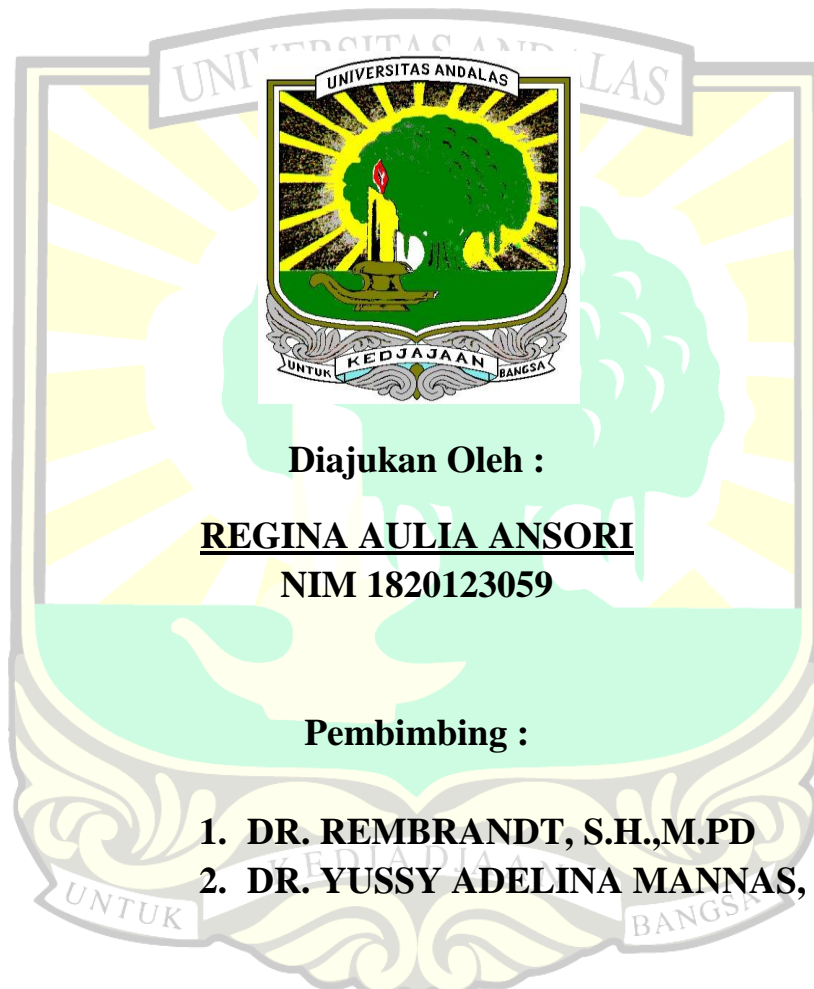 UNIVERSITAS ANDALAS
UNIVERSITAS ANDALAS
UNTUK KEDJAJAAN BANGSA
Diajukan Oleh :
REGINA AULIA ANSORI
NIM 1820123059
Pembimbing :
1. DR. REMBRANDT, S.H.,M.PD
2. DR. YUSSY ADELINA MANNAS,
UNTUK KEDJADJAAN BANGSA